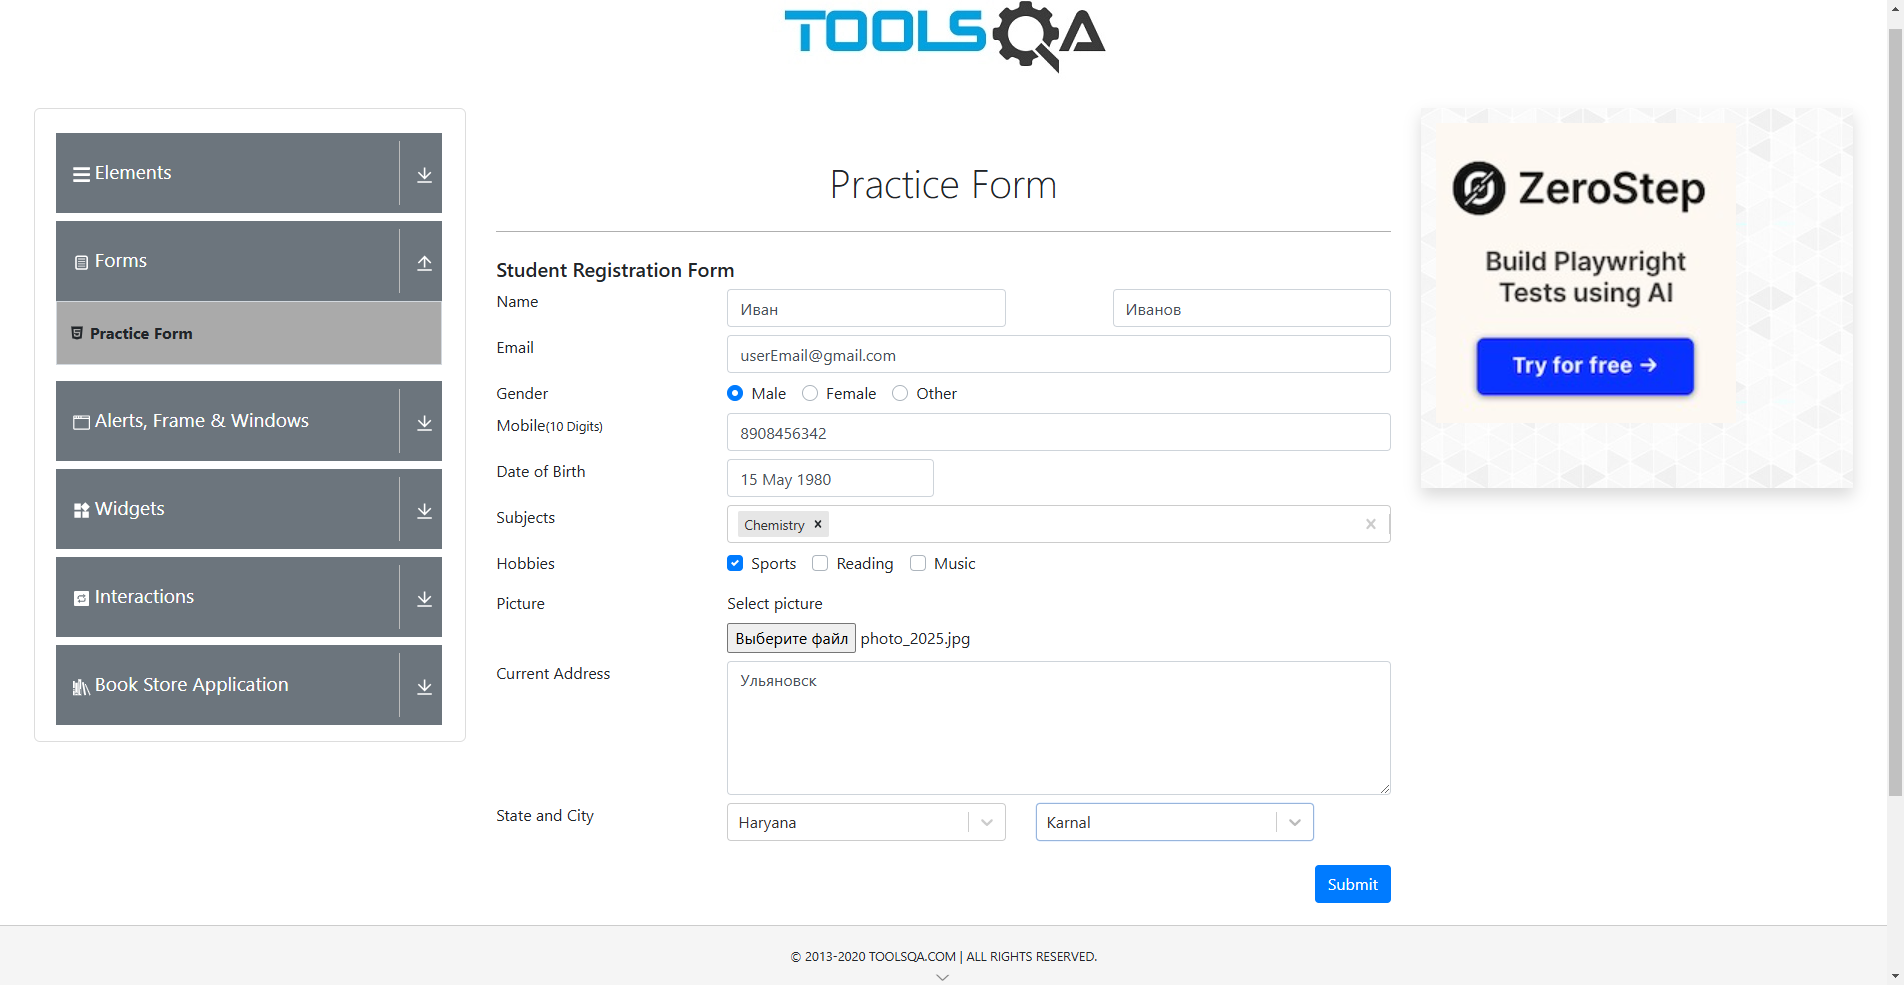 TOOLSQA
Elements
Forms
Practice Form
Alerts, Frame & Windows
Widgets
Interactions
Book Store Application
Practice Form
Student Registration Form
Name Иван Иванов
Email userEmail@gmail.com
Gender Male Female Other
Mobile(10 Digits) 8908456342
Date of Birth 15 May 1980
Subjects Chemistry
Hobbies Sports Reading Music
Picture Select picture
Выберите файл photo_2025.jpg
Current Address Ульяновск
State and City Haryana Karnal
Submit
ZeroStep
Build Playwright
Tests using AI
Try for free →
© 2013-2020 TOOLSQA.COM | ALL RIGHTS RESERVED.